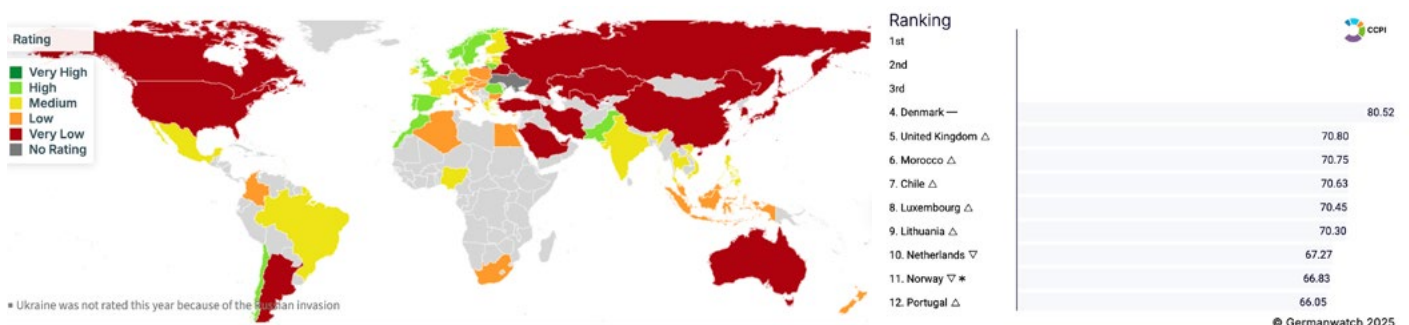 Rating
Very High
High
Medium
Low
Very Low
No Rating
Ukraine was not rated this year because of the Russian invasion
Ranking
CCPI
1st
2nd
3rd
4. Denmark — 80.52
5. United Kingdom △ 70.80
6. Morocco △ 70.75
7. Chile △ 70.63
8. Luxembourg △ 70.45
9. Lithuania △ 70.30
10. Netherlands ▽ 67.27
11. Norway ▽ * 66.83
12. Portugal △ 66.05
© Germanwatch 2025